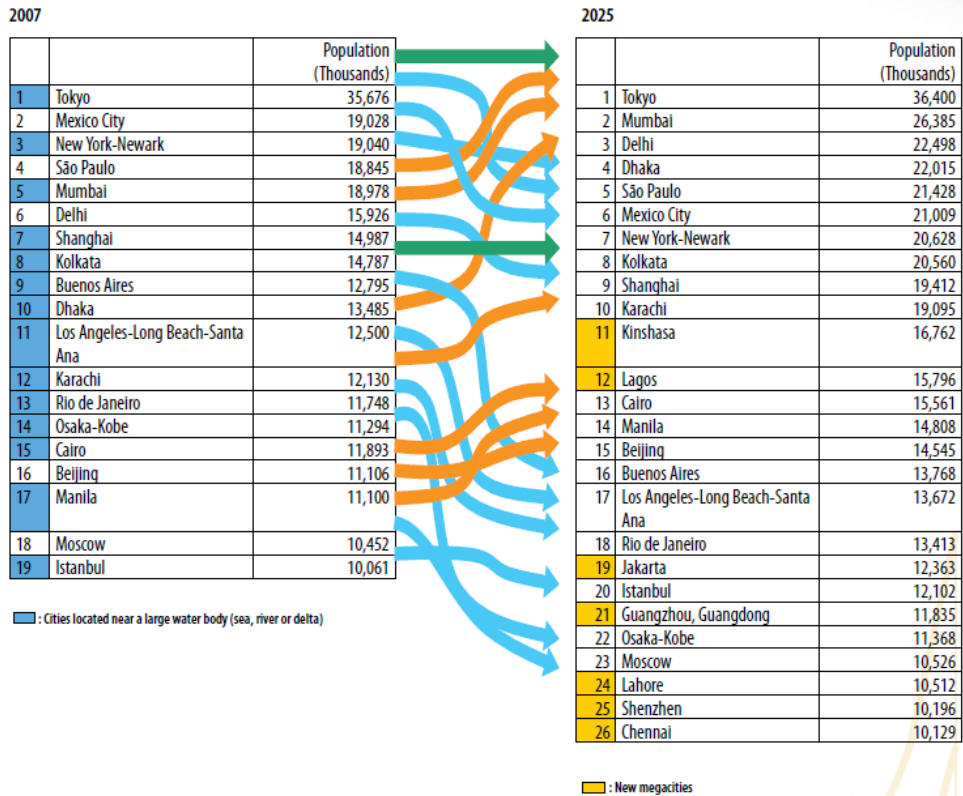 2007
Population
(Thousands)
1 Tokyo 35,676
2 Mexico City 19,028
3 New York-Newark 19,040
4 São Paulo 18,845
5 Mumbai 18,978
6 Delhi 15,926
7 Shanghai 14,987
8 Kolkata 14,787
9 Buenos Aires 12,795
10 Dhaka 13,485
11 Los Angeles-Long Beach-Santa 12,500
Ana
12 Karachi 12,130
13 Rio de Janeiro 11,748
14 Osaka-Kobe 11,294
15 Cairo 11,893
16 Beijing 11,106
17 Manila 11,100
18 Moscow 10,452
19 Istanbul 10,061
: Cities located near a large water body (sea, river or delta)
2025
Population
(Thousands)
1 Tokyo 36,400
2 Mumbai 26,385
3 Delhi 22,498
4 Dhaka 22,015
5 São Paulo 21,428
6 Mexico City 21,009
7 New York-Newark 20,628
8 Kolkata 20,560
9 Shanghai 19,412
10 Karachi 19,095
11 Kinshasa 16,762
12 Lagos 15,796
13 Cairo 15,561
14 Manila 14,808
15 Beijing 14,545
16 Buenos Aires 13,768
17 Los Angeles-Long Beach-Santa 13,672
Ana
18 Rio de Janeiro 13,413
19 Jakarta 12,363
20 Istanbul 12,102
21 Guangzhou, Guangdong 11,835
22 Osaka-Kobe 11,368
23 Moscow 10,526
24 Lahore 10,512
25 Shenzhen 10,196
26 Chennai 10,129
: New megacities